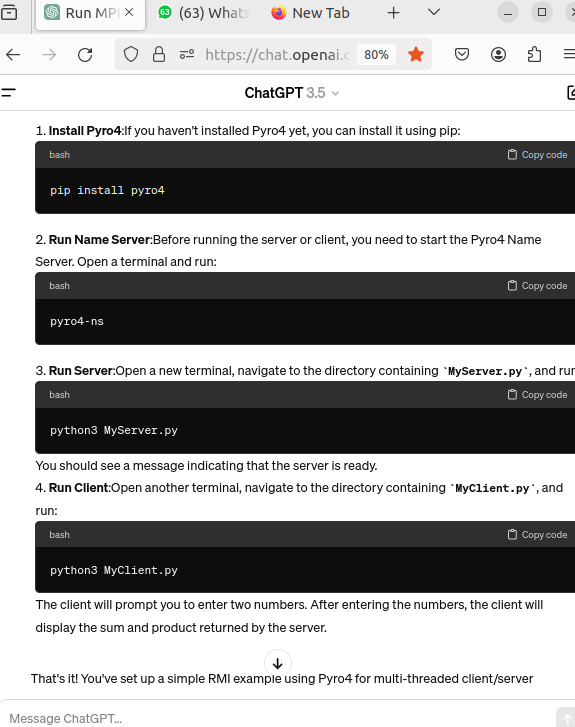 Run MPI
63
(63) Whats
New Tab
https://chat.openai.c
80%
ChatGPT 3.5
1. Install Pyro4:If you haven't installed Pyro4 yet, you can install it using pip:
bash
Copy code
pip install pyro4
2. Run Name Server:Before running the server or client, you need to start the Pyro4 Name
Server. Open a terminal and run:
bash
Copy code
pyro4-ns
3. Run Server:Open a new terminal, navigate to the directory containing `MyServer.py`, and run
bash
Copy code
python3 MyServer.py
You should see a message indicating that the server is ready.
4. Run Client:Open another terminal, navigate to the directory containing `MyClient.py`, and
run:
bash
Copy code
python3 MyClient.py
The client will prompt you to enter two numbers. After entering the numbers, the client will
display the sum and product returned by the server.
That's it! You've set up a simple RMI example using Pyro4 for multi-threaded client/server
Message ChatGPT...